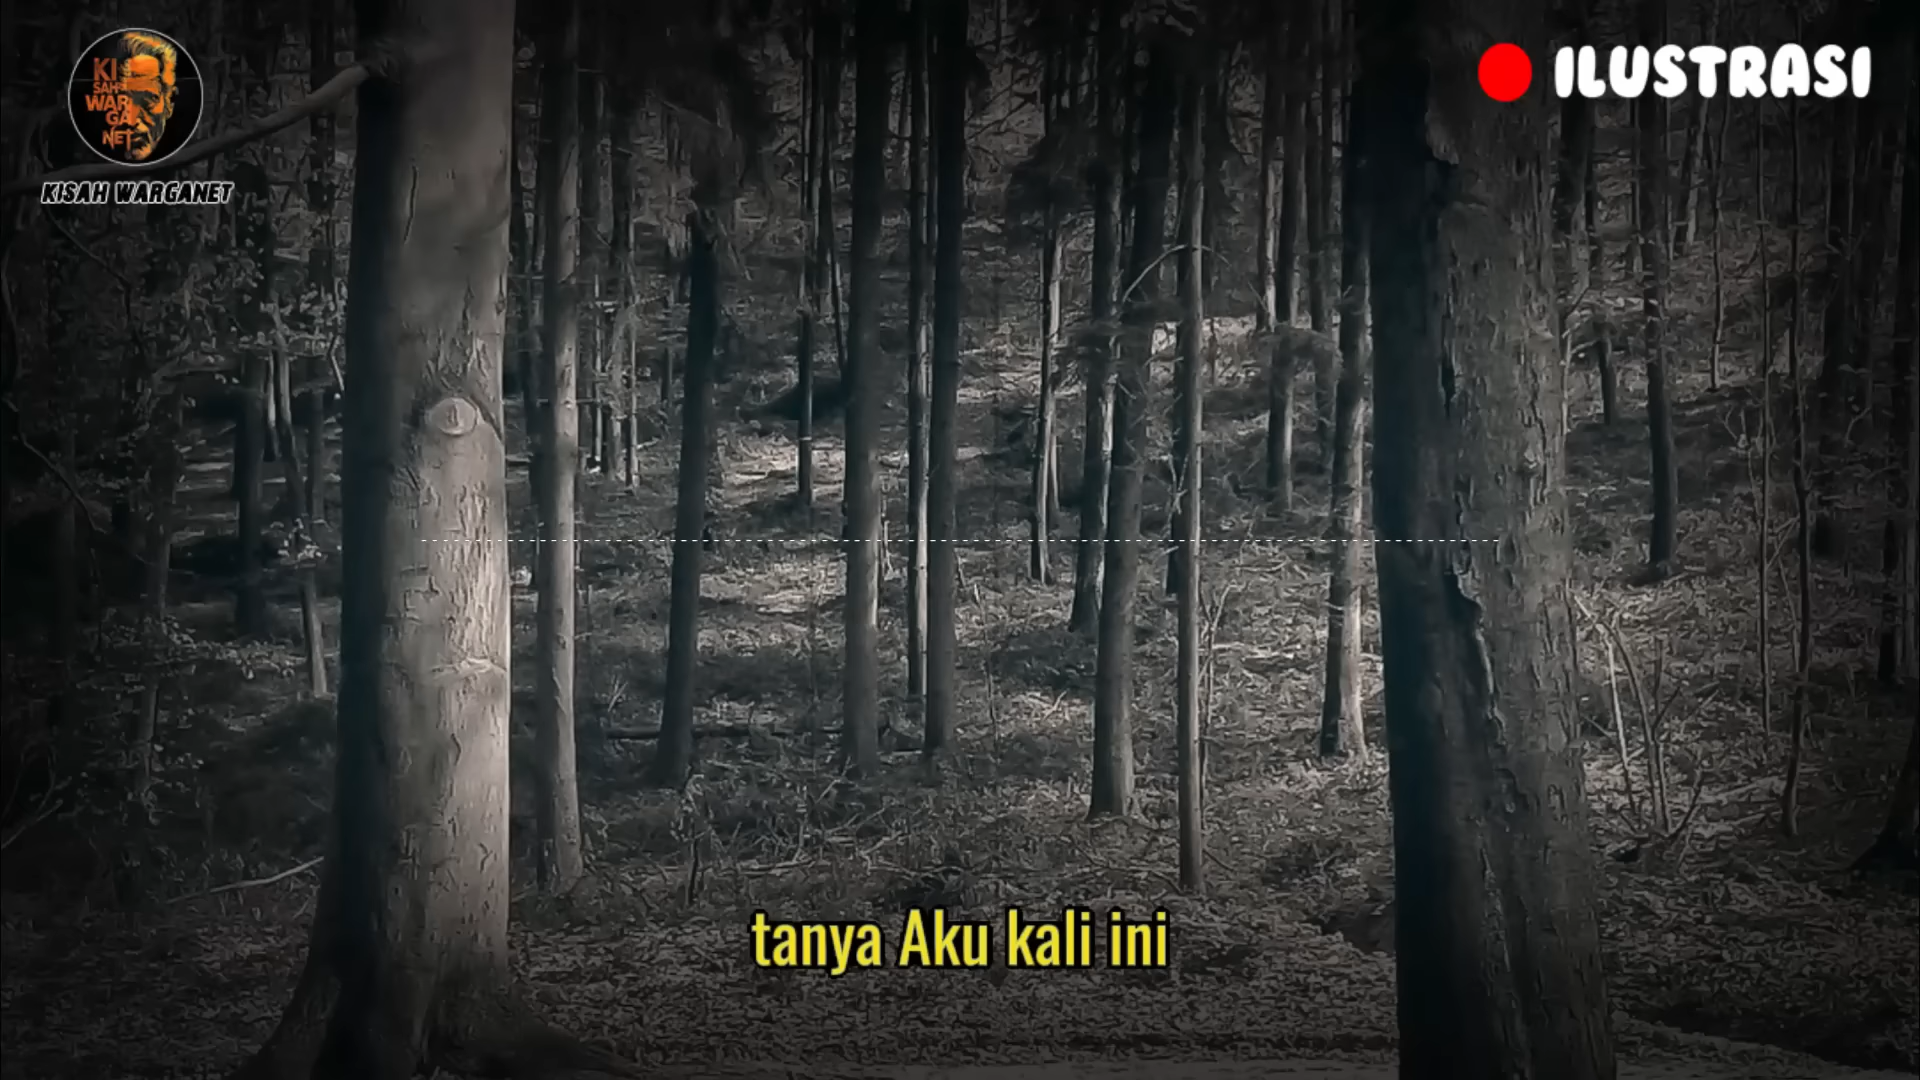 KI
SAH
WAR
GA
NET
KISAH WARGANET
ILUSTRASI
tanya Aku kali ini